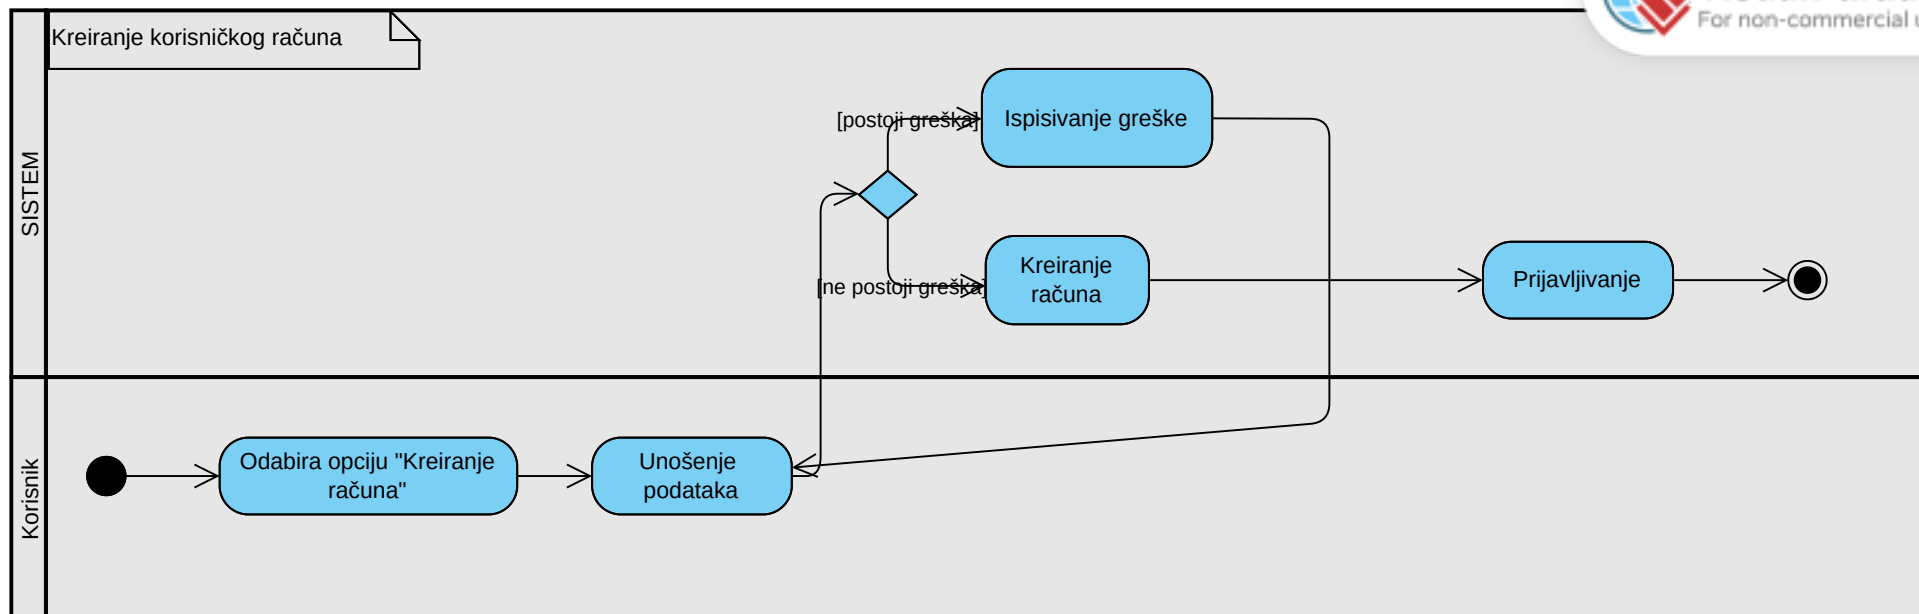 Kreiranje korisničkog računa
For non-commercial
SISTEM
[postoji greška]
Ispisivanje greške
[ne postoji greška]
Kreiranje
računa
Prijavljivanje
Korisnik
Odabira opciju "Kreiranje
računa"
Unošenje
podataka